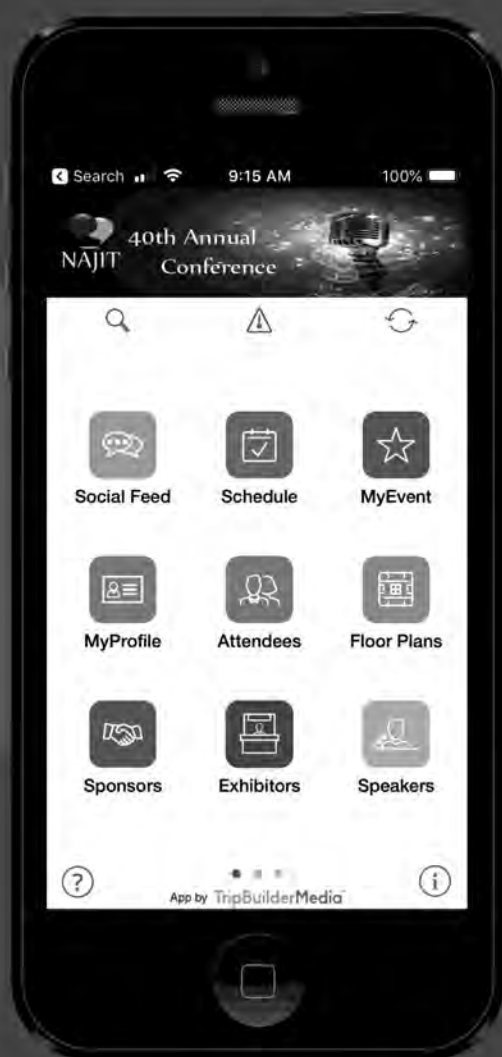 Search 9:15 AM 100%
40th Annual
NAJIT Conference
Social Feed Schedule MyEvent
MyProfile Attendees Floor Plans
Sponsors Exhibitors Speakers
? i
App by TripBuilderMedia